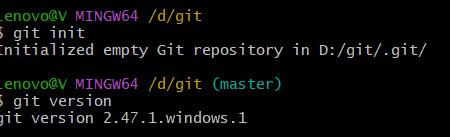 lenovo@V MINGW64 /d/git
$ git init
Initialized empty Git repository in D:/git/.git/
lenovo@V MINGW64 /d/git (master)
$ git version
git version 2.47.1.windows.1